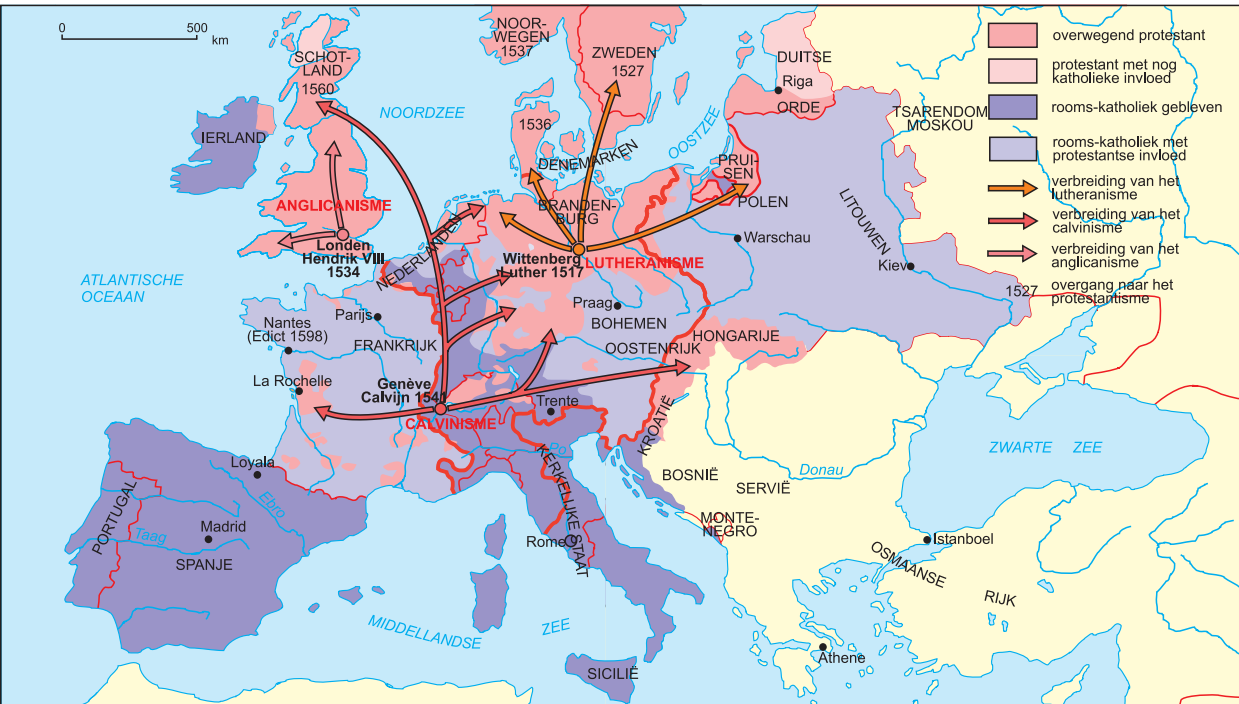 0
500
km
NOOR-
WEGEN
1537
ZWEDEN
1527
SCHOT-
LAND
1560
NOORDZEE
IERLAND
1536
DENEMARKEN
OOSTZEE
DUITSE
Riga
ORDE
TSARENDOM
MOSKOU
PRUI-
SEN
POLEN
LITOUWEN
Warschau
Kiev
ANGLICANISME
Londen
Hendrik VIII
1534
NEDERLANDEN
BRANDEN-
BURG
Wittenberg
Luther 1517
LUTHERANISME
ATLANTISCHE
OCEAAN
Parijs
Nantes
(Edict 1598)
FRANKRIJK
La Rochelle
Praag
BOHEMEN
OOSTENRIJK
HONGARIJE
Genève
Calvijn 1541
CALVINISME
Trente
KROATIË
Po
KERKELIJKE STAAT
Rome
BOSNIË
SERVIË
MONTE-
NEGRO
Donau
ZWARTE ZEE
Loyala
Ebro
PORTUGAL
Taag
Madrid
SPANJE
MIDDELLANDSE ZEE
SICILIË
Istanboel
OSMAANSE
RIJK
Athene
overwegend protestant
protestant met nog
katholieke invloed
rooms-katholiek gebleven
rooms-katholiek met
protestantse invloed
verbreiding van het
lutheranisme
verbreiding van het
calvinisme
verbreiding van het
anglicanisme
1527 overgang naar het
protestantisme